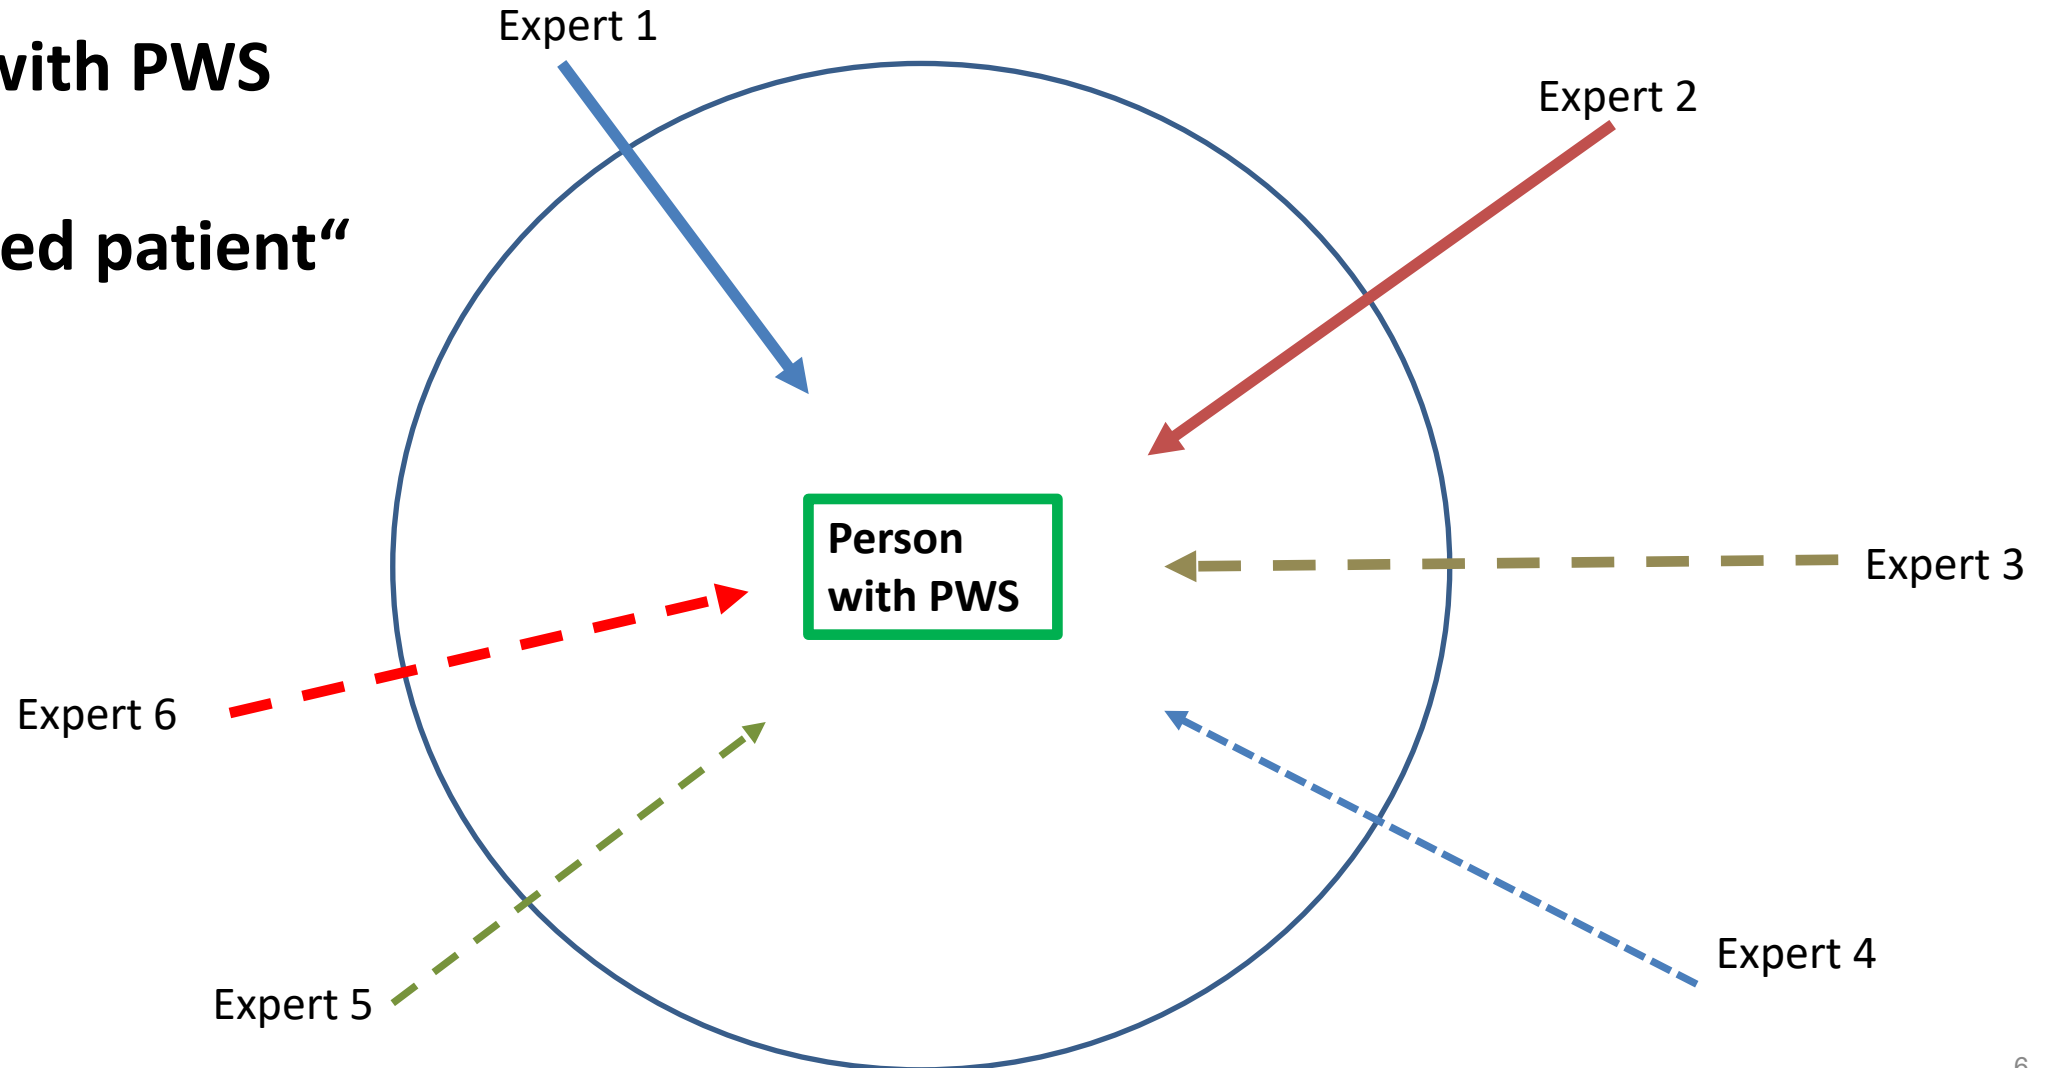 Expert 1
with PWS
Expert 2
ed patient“
Person
with PWS
Expert 3
Expert 6
Expert 4
Expert 5
6